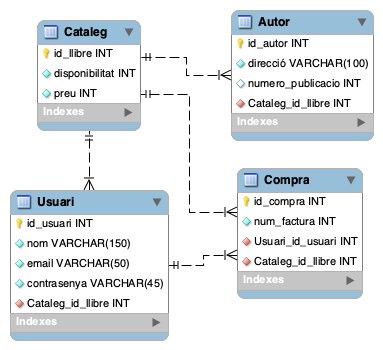 Cataleg
id_llibre INT
disponibilitat INT
preu INT
Indexes
Autor
id_autor INT
direcció VARCHAR(100)
numero_publicacio INT
Cataleg_id_llibre INT
Indexes
Usuari
id_usuari INT
nom VARCHAR(150)
email VARCHAR(50)
contrasenya VARCHAR(45)
Cataleg_id_llibre INT
Indexes
Compra
id_compra INT
num_factura INT
Usuari_id_usuari INT
Cataleg_id_llibre INT
Indexes